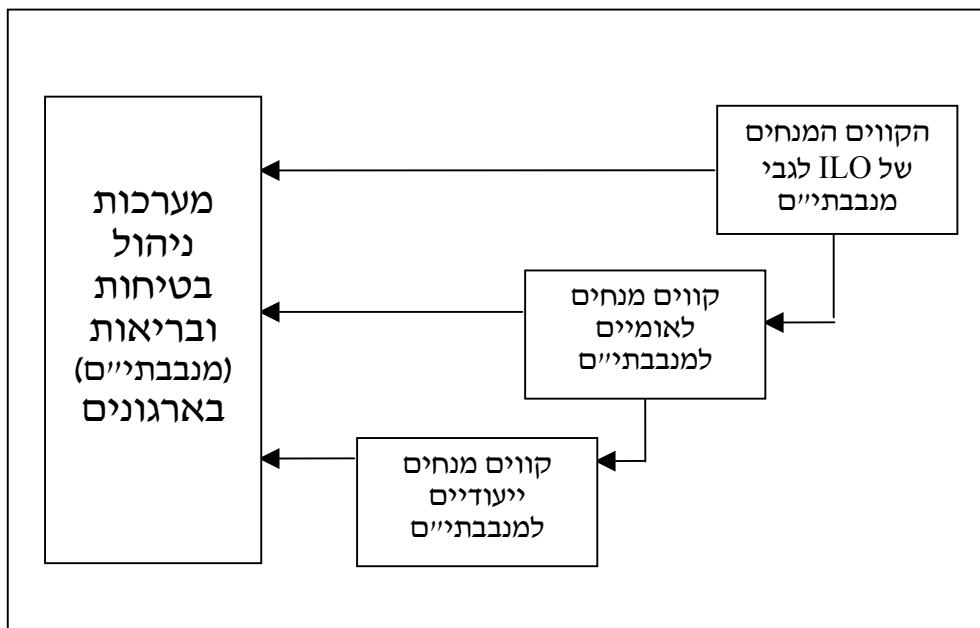 הקווים המנחים
של ILO לגבי
מנבבתי״ם
קווים מנחים
לאומיים
למנבבתי״ם
קווים מנחים
ייעודיים
למנבבתי״ם
מערכות
ניהול
בטיחות
ובריאות
(מנבבתי״ם)
בארגונים